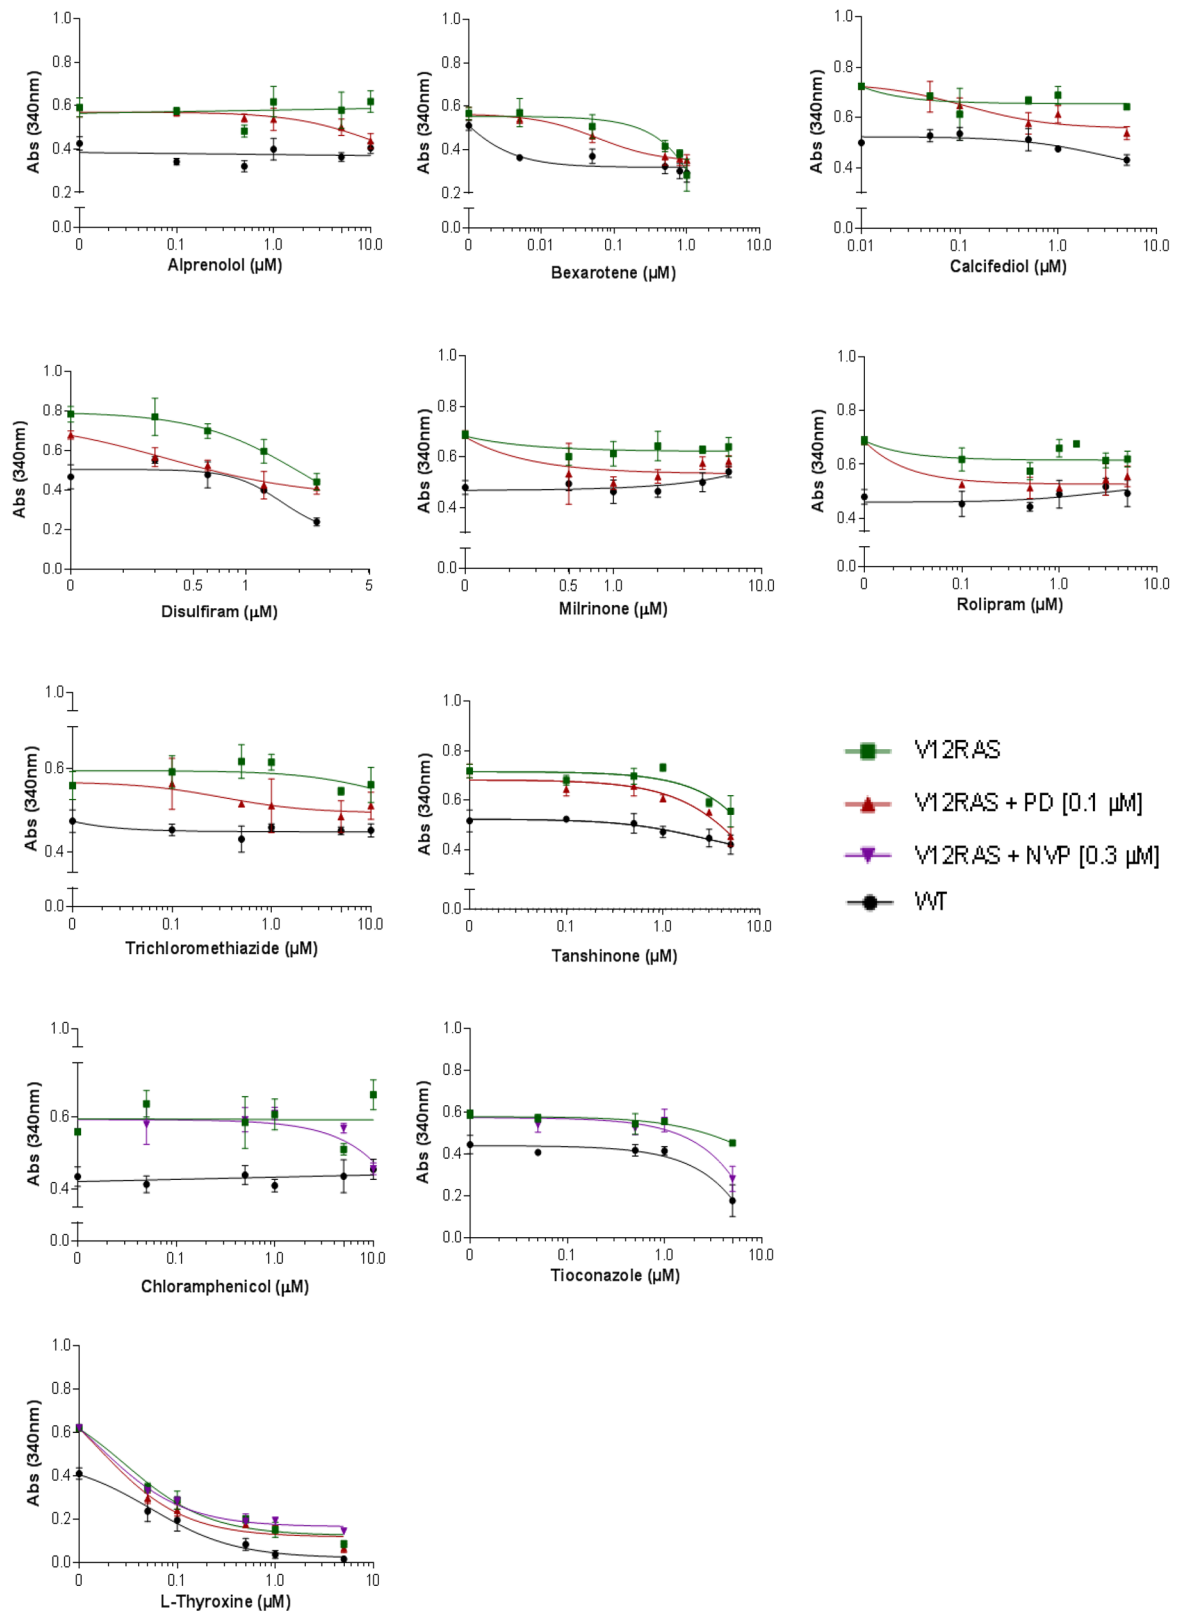 1.0
0.8
0.6
0.4
0.2
0.0
Abs (340nm)
0 0.1 1.0 10.0
Alprenolol (µM)
1.0
0.8
0.6
0.4
0.2
0.0
Abs (340nm)
0 0.01 0.1 1.0 10.0
Bexarotene (µM)
1.0
0.8
0.6
0.4
0.0
Abs (340nm)
0.01 0.1 1.0 10.0
Calcifediol (µM)
1.0
0.8
0.6
0.4
0.2
0.0
Abs (340nm)
0 0.5 1 5
Disulfiram (µM)
1.0
0.8
0.6
0.4
0.0
Abs (340nm)
0 0.5 1.0 10.0
Milrinone (µM)
1.0
0.8
0.6
0.4
0.0
Abs (340nm)
0 0.1 1.0 10.0
Rolipram (µM)
1.0
0.6
0.4
0.0
Abs (340nm)
0 0.1 1.0 10.0
Trichloromethiazide (µM)
1.0
0.8
0.6
0.4
0.0
Abs (340nm)
0 0.1 1.0 10.0
Tanshinone (µM)
V12RAS
V12RAS + PD [0.1 µM]
V12RAS + NVP [0.3 µM]
WT
1.0
0.6
0.4
0.0
Abs (340nm)
0 0.1 1.0 10.0
Chloramphenicol (µM)
1.0
0.8
0.6
0.4
0.2
0.0
Abs (340nm)
0 0.1 1.0 10.0
Tioconazole (µM)
1.0
0.8
0.6
0.4
0.2
0.0
Abs (340nm)
0 0.1 1.0 10
L-Thyroxine (µM)